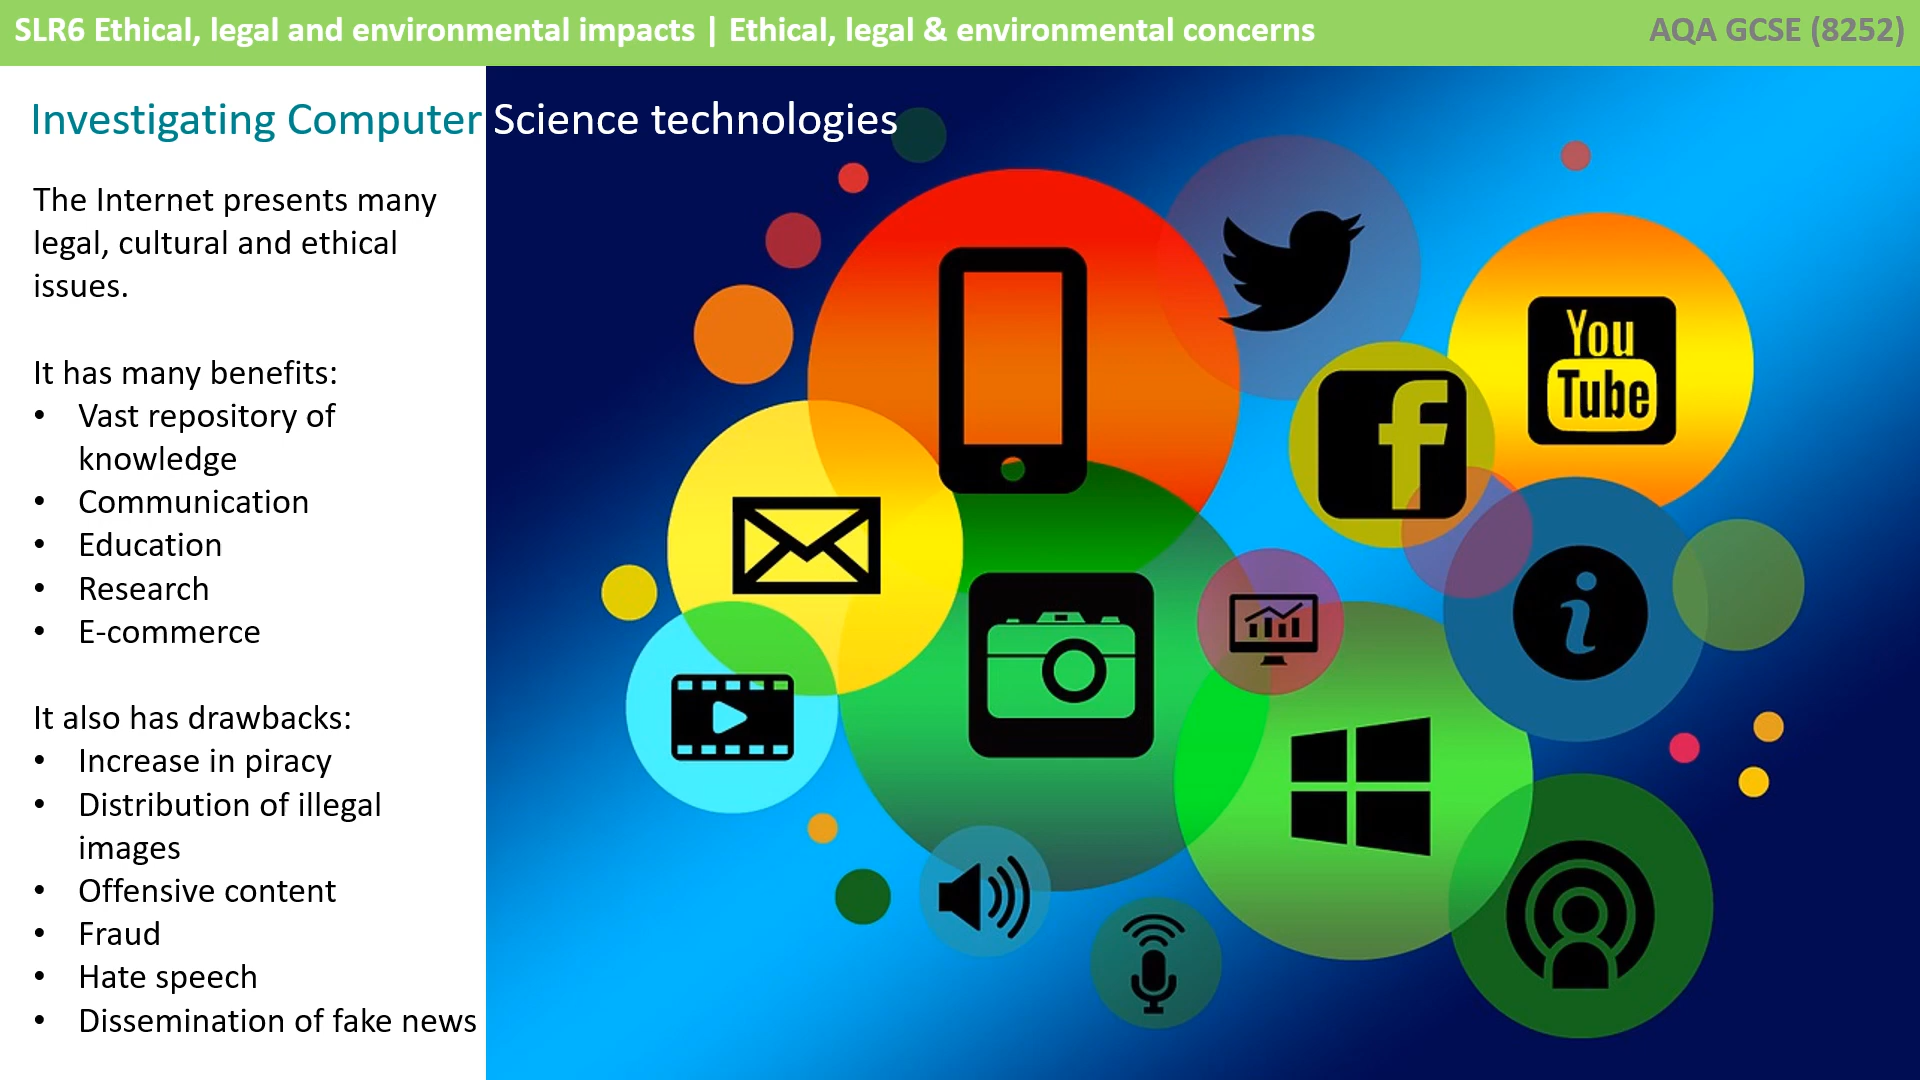 SLR6 Ethical, legal and environmental impacts | Ethical, legal & environmental concerns
AQA GCSE (8252)
Investigating Computer Science technologies
The Internet presents many
legal, cultural and ethical
issues.
It has many benefits:
• Vast repository of
knowledge
• Communication
• Education
• Research
• E-commerce
It also has drawbacks:
• Increase in piracy
• Distribution of illegal
images
• Offensive content
• Fraud
• Hate speech
• Dissemination of fake news
You
Tube
f
i